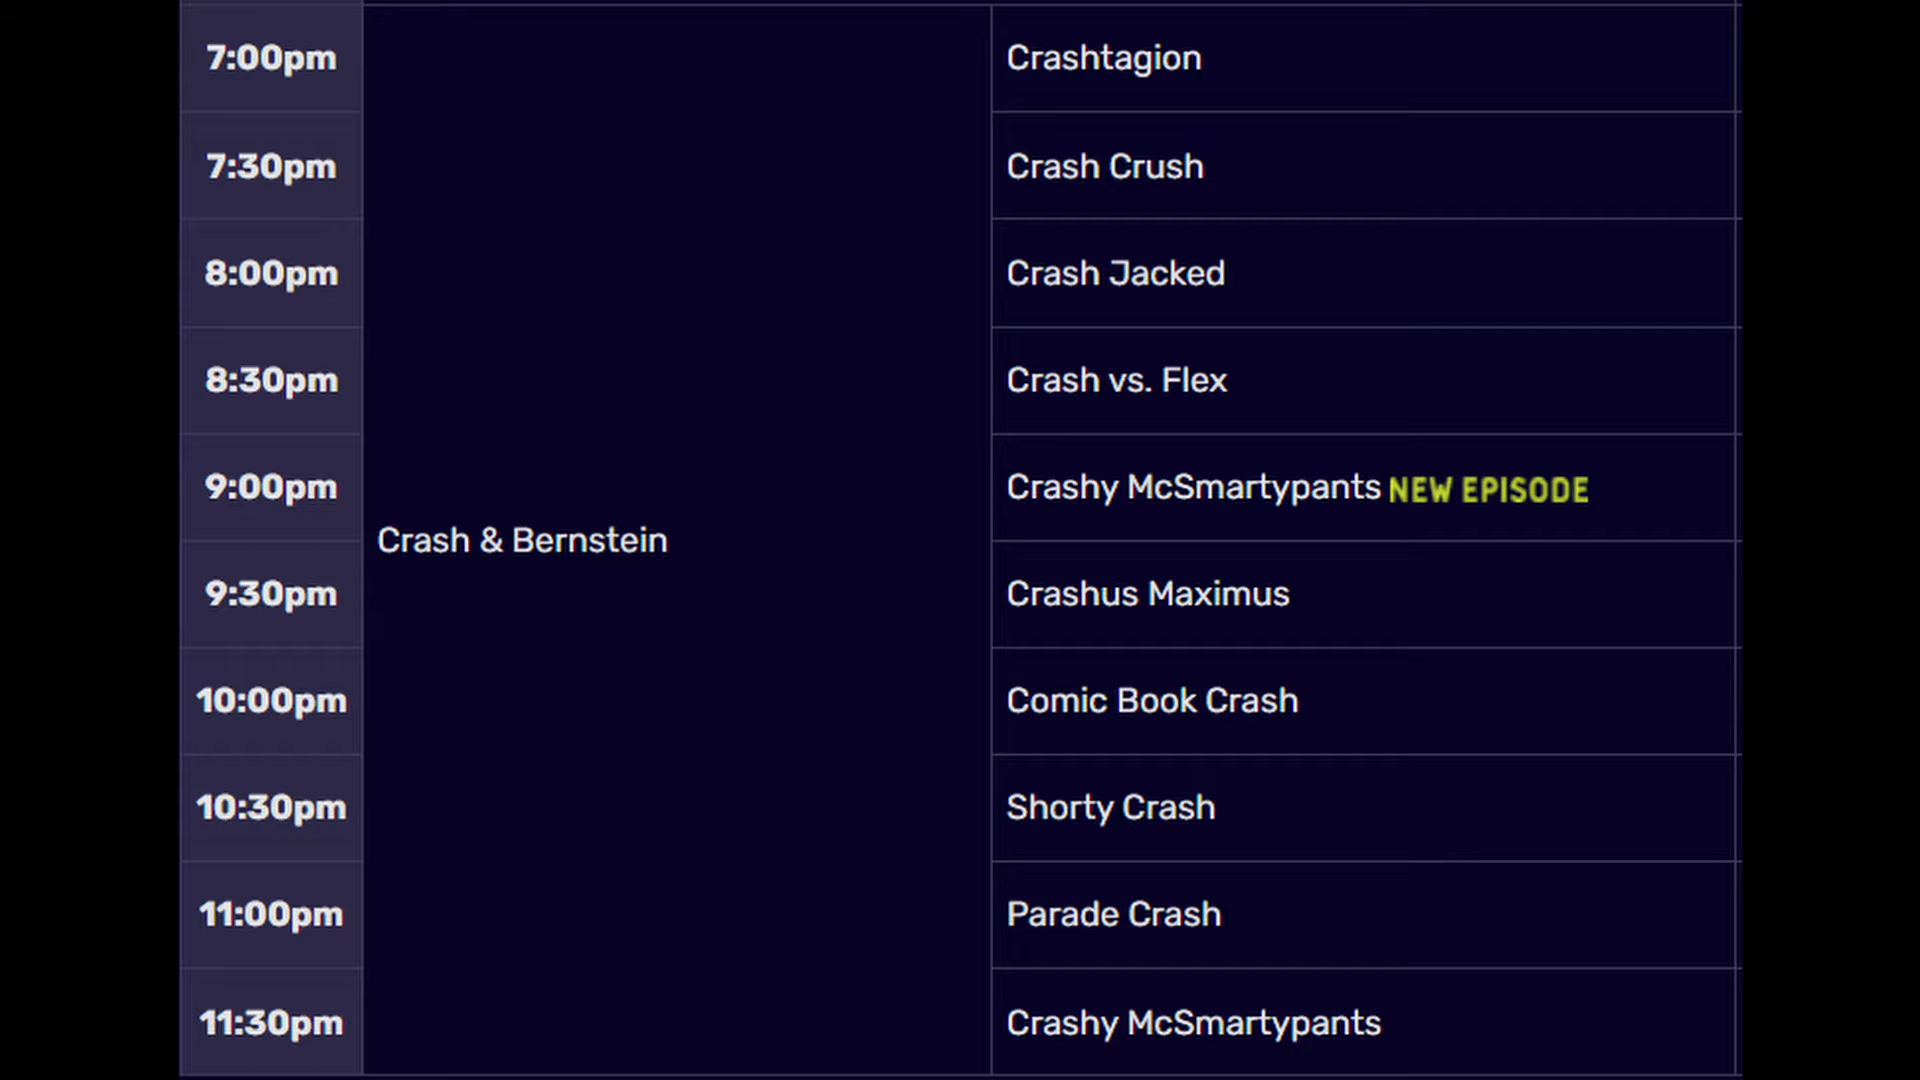 7:00pm Crashtagion
7:30pm Crash Crush
8:00pm Crash Jacked
8:30pm Crash vs. Flex
9:00pm Crashy McSmartypants NEW EPISODE
Crash & Bernstein
9:30pm Crashus Maximus
10:00pm Comic Book Crash
10:30pm Shorty Crash
11:00pm Parade Crash
11:30pm Crashy McSmartypants